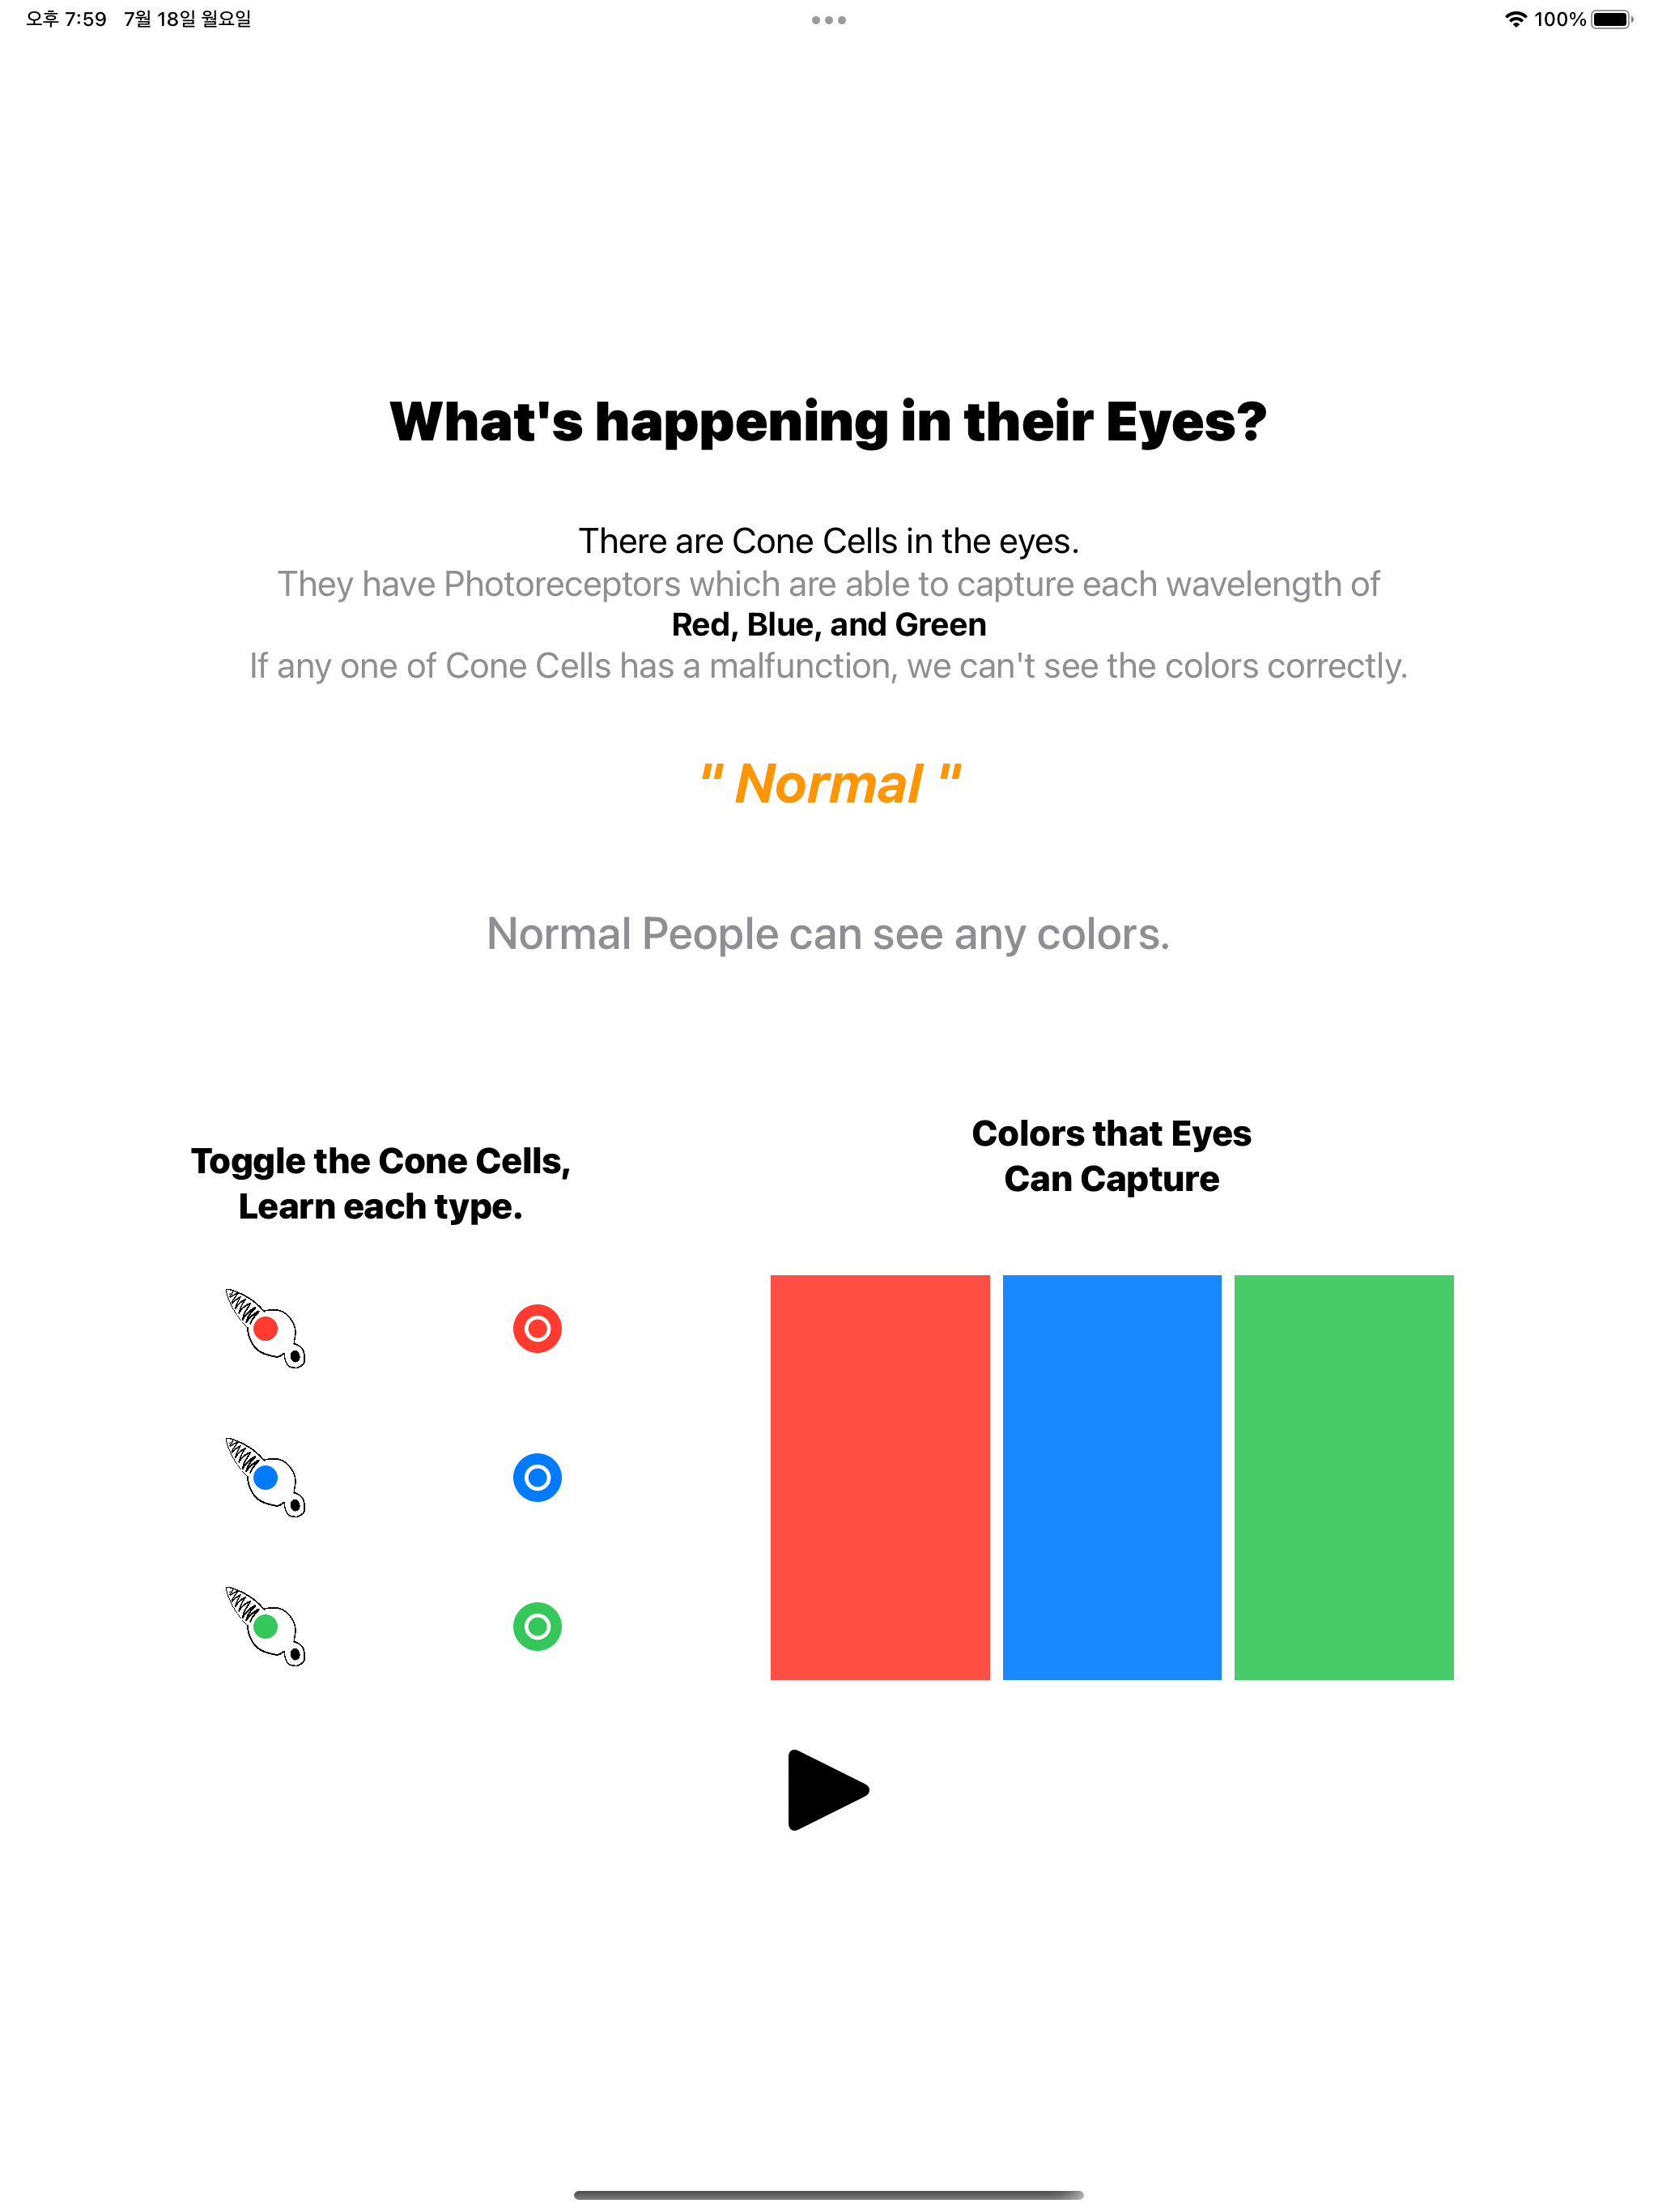 오후 7:59 7월 18일 월요일
100%
What's happening in their Eyes?
There are Cone Cells in the eyes.
They have Photoreceptors which are able to capture each wavelength of
Red, Blue, and Green
If any one of Cone Cells has a malfunction, we can't see the colors correctly.
" Normal "
Normal People can see any colors.
Toggle the Cone Cells,
Learn each type.
Colors that Eyes
Can Capture